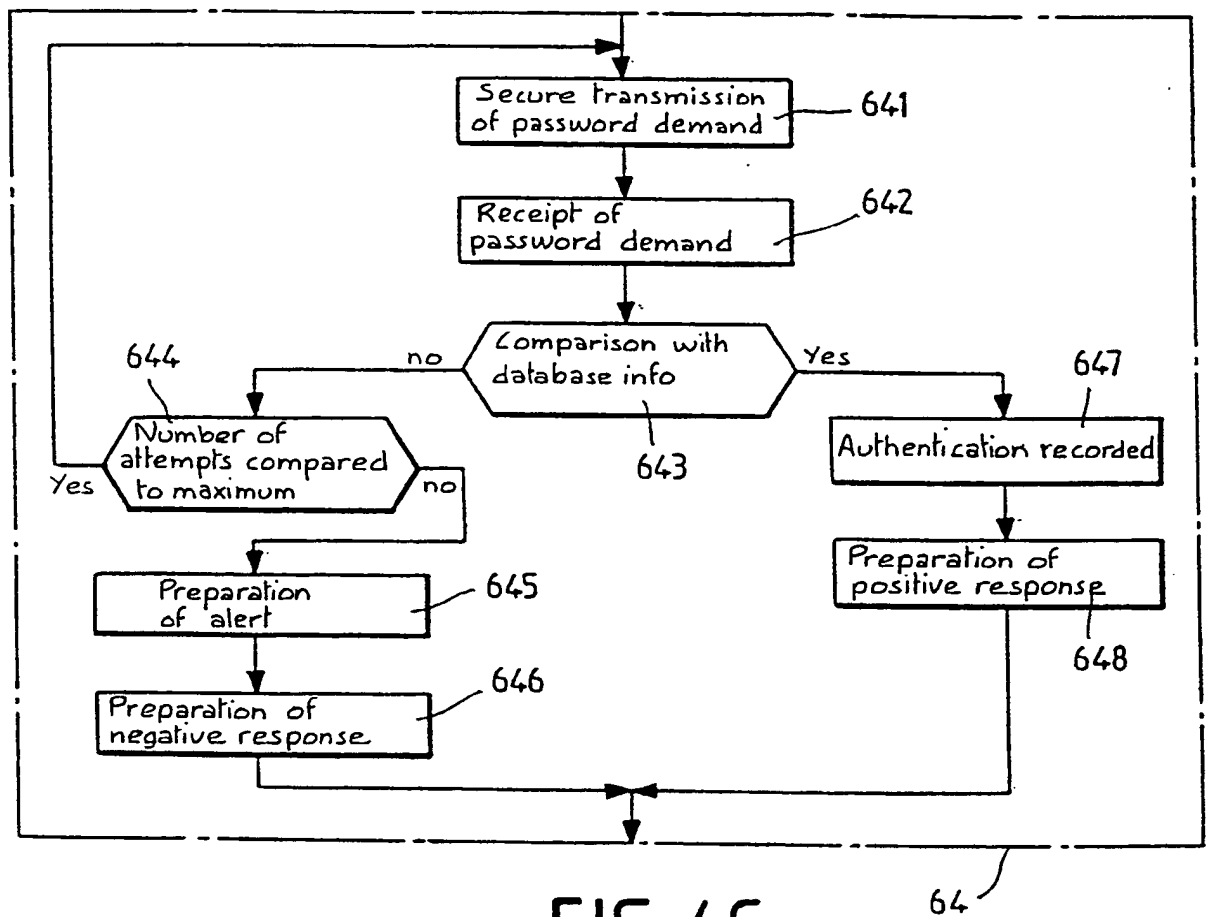 Secure transmission
of password demand
641
Receipt of
password demand
642
Comparison with
database info
643
no
Yes
644
Number of
attempts compared
to maximum
Yes
no
647
Authentication recorded
Preparation
of alert
645
Preparation of
positive response
648
Preparation of
negative response
646
64